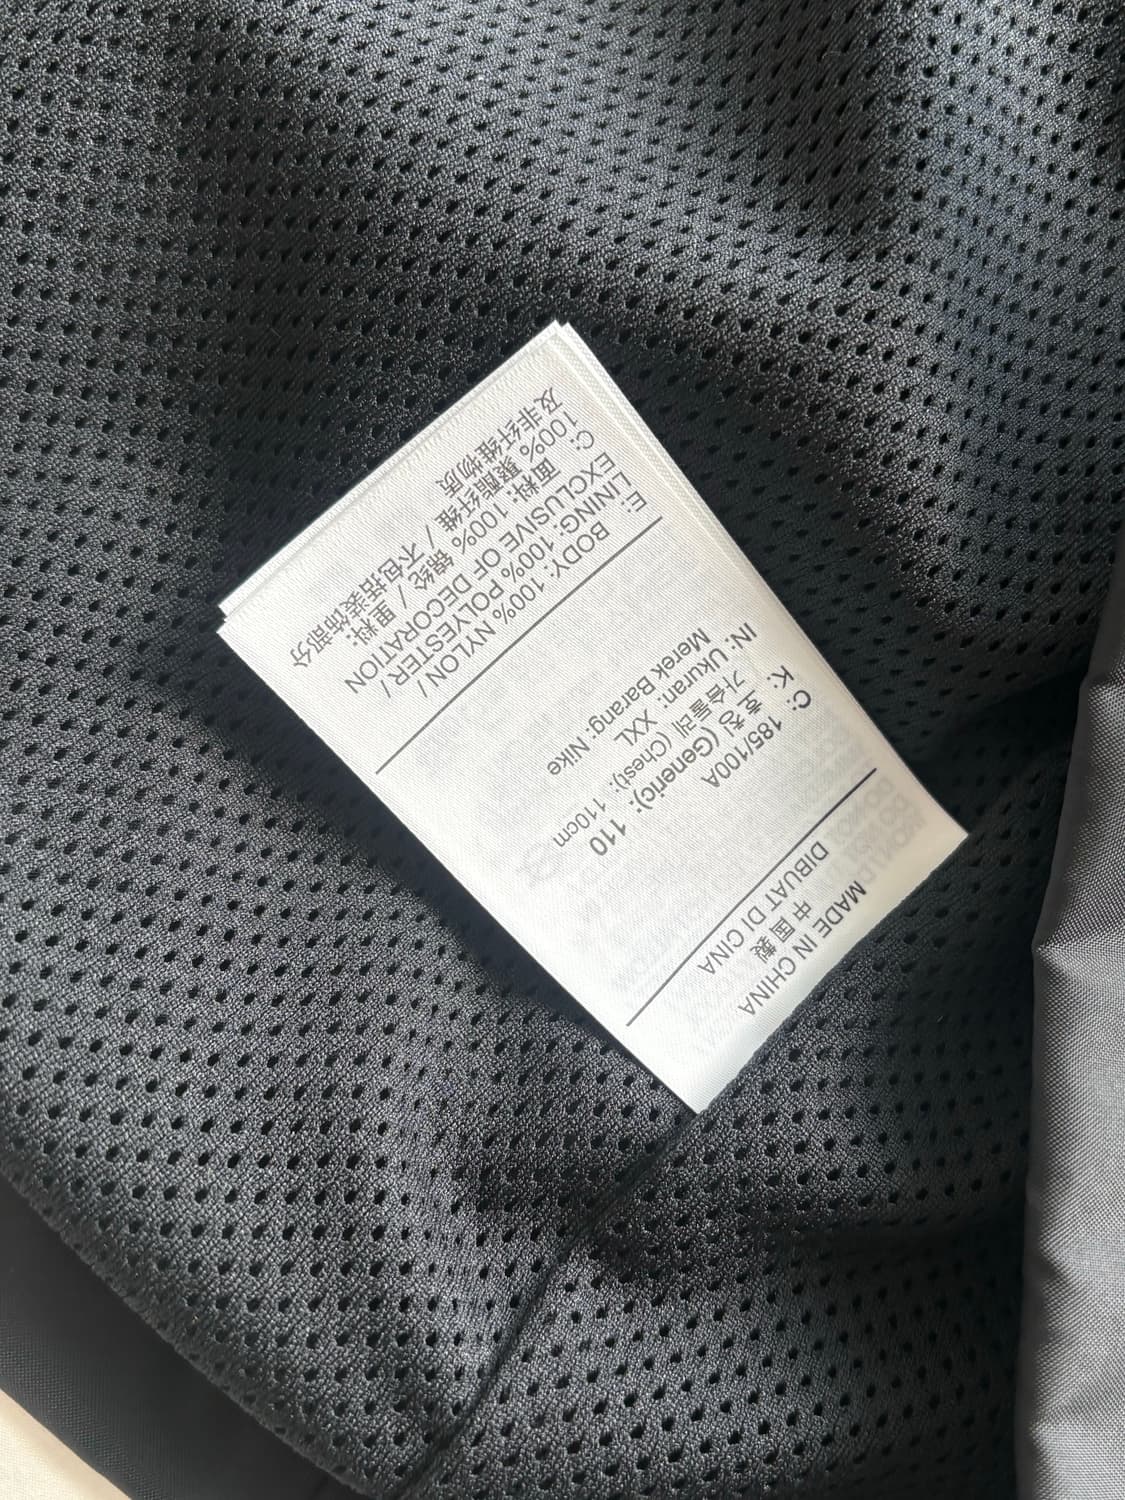 MADE IN CHINA
中国製
DIBUAT DI CINA
C: 185/100A
K: 호칭 (Generic): 110
가슴둘레 (Chest): 110cm
IN: Ukuran: XXL
Merek Barang: Nike
E: BODY: 100% NYLON /
LINING: 100% POLYESTER /
EXCLUSIVE OF DECORATION
C: 面料: 100% 锦纶 / 里料:
100% 聚酯纤维 / 不包括装饰部分
及非纤维物质